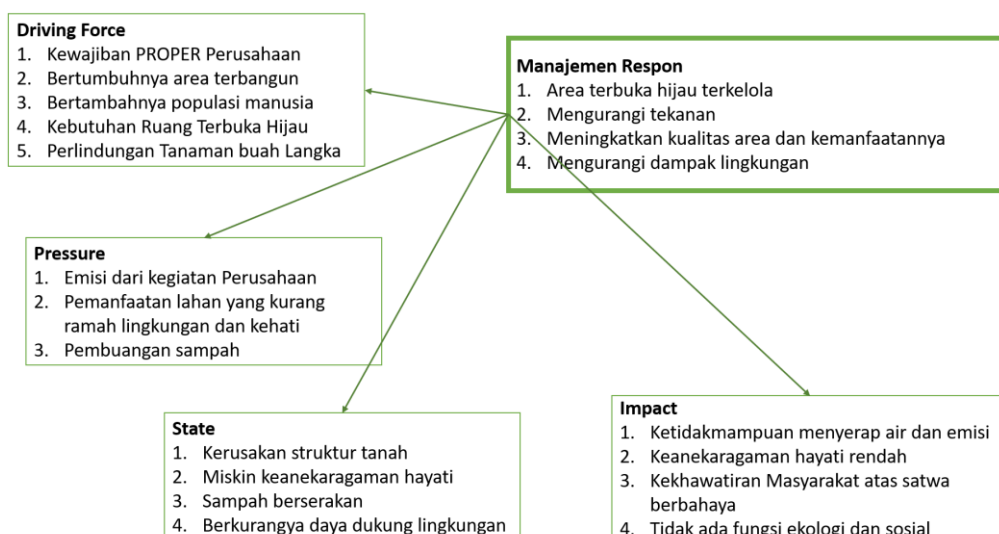 Driving Force
1. Kewajiban PROPER Perusahaan
2. Bertumbuhnya area terbangun
3. Bertambahnya populasi manusia
4. Kebutuhan Ruang Terbuka Hijau
5. Perlindungan Tanaman buah Langka
Manajemen Respon
1. Area terbuka hijau terkelola
2. Mengurangi tekanan
3. Meningkatkan kualitas area dan kemanfaatannya
4. Mengurangi dampak lingkungan
Pressure
1. Emisi dari kegiatan Perusahaan
2. Pemanfaatan lahan yang kurang
ramah lingkungan dan kehati
3. Pembuangan sampah
State
1. Kerusakan struktur tanah
2. Miskin keanekaragaman hayati
3. Sampah berserakan
4. Berkurangya daya dukung lingkungan
Impact
1. Ketidakmampuan menyerap air dan emisi
2. Keanekaragaman hayati rendah
3. Kekhawatiran Masyarakat atas satwa
berbahaya
4. Tidak ada fungsi ekologi dan sosial